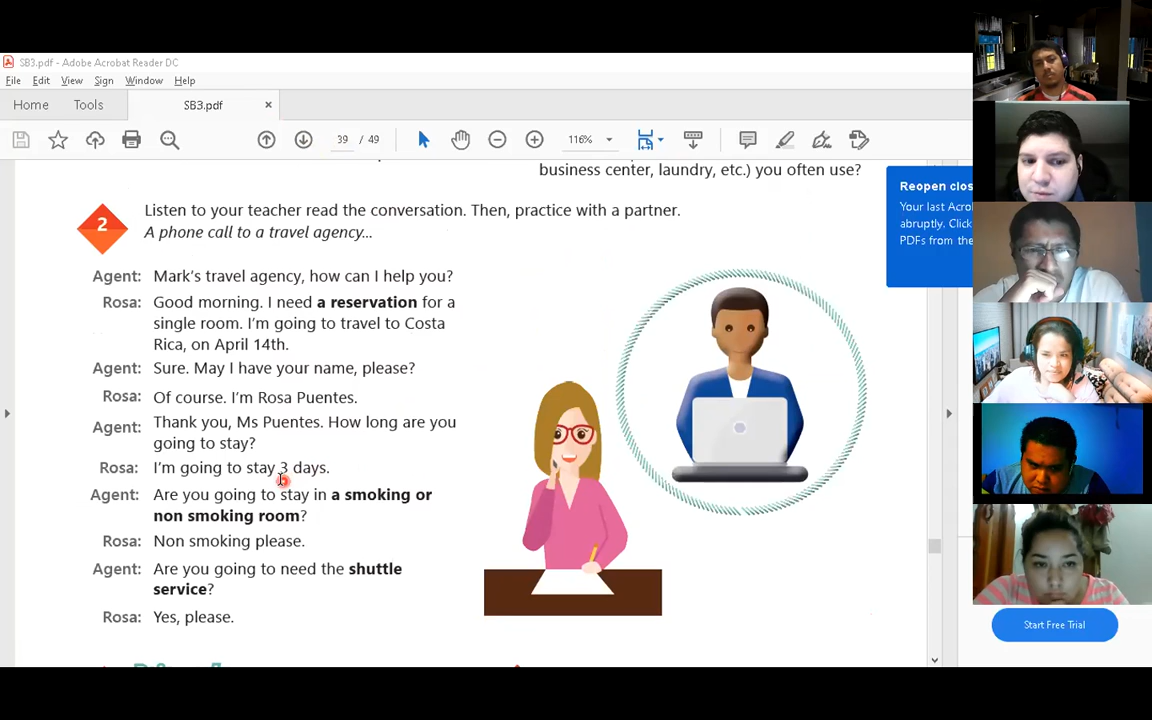 SB3.pdf - Adobe Acrobat Reader DC
File Edit View Sign Window Help
Home Tools SB3.pdf ×
39 / 49 116%
business center, laundry, etc.) you often use?
Reopen clos
Your last Acro
abruptly. Click
PDFs from the
2 Listen to your teacher read the conversation. Then, practice with a partner.
A phone call to a travel agency...
Agent: Mark's travel agency, how can I help you?
Rosa: Good morning. I need a reservation for a
single room. I'm going to travel to Costa
Rica, on April 14th.
Agent: Sure. May I have your name, please?
Rosa: Of course. I'm Rosa Puentes.
Agent: Thank you, Ms Puentes. How long are you
going to stay?
Rosa: I'm going to stay 3 days.
Agent: Are you going to stay in a smoking or
non smoking room?
Rosa: Non smoking please.
Agent: Are you going to need the shuttle
service?
Rosa: Yes, please.
Start Free Trial